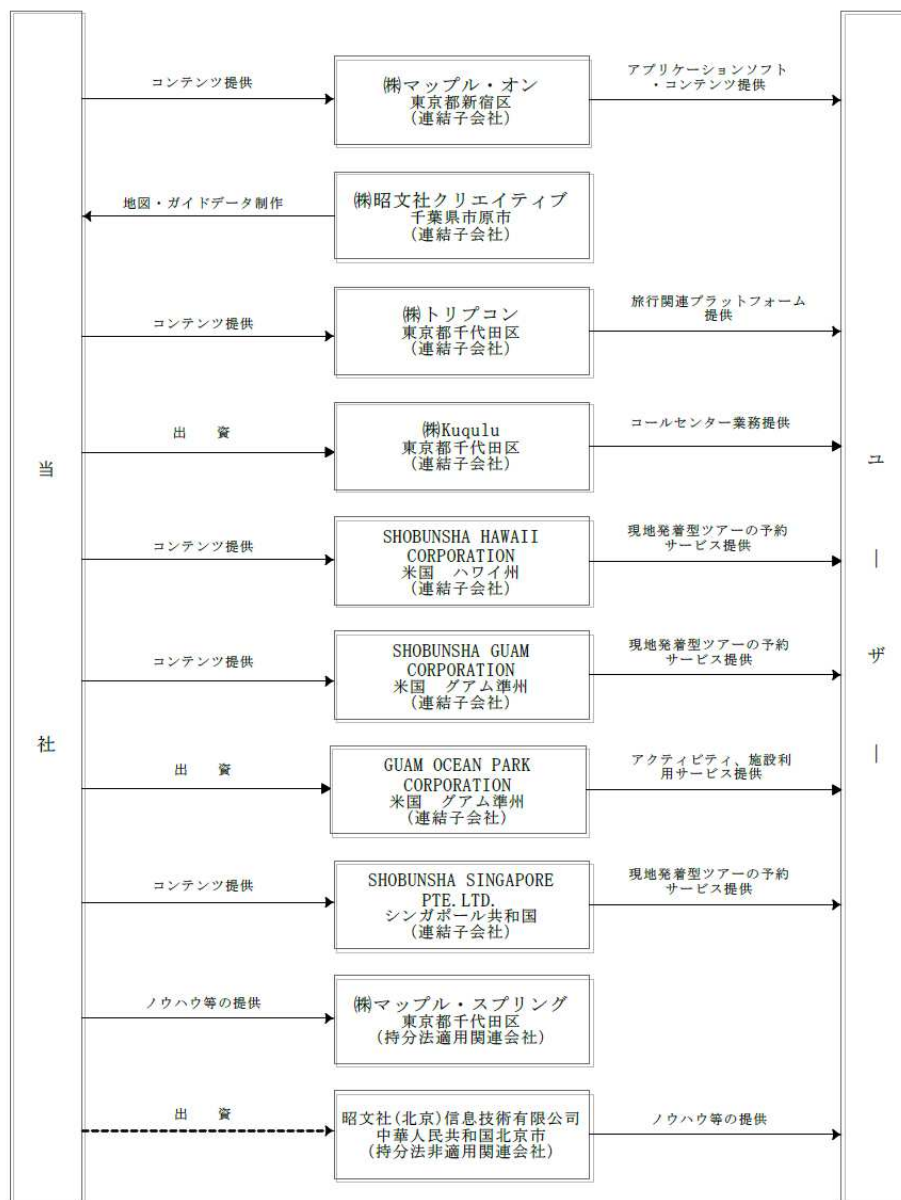 コンテンツ提供
㈱マップル・オン
東京都新宿区
(連結子会社)
アプリケーションソフト
・コンテンツ提供
地図・ガイドデータ制作
㈱昭文社クリエイティブ
千葉県市原市
(連結子会社)
コンテンツ提供
㈱トリプコン
東京都千代田区
(連結子会社)
旅行関連プラットフォーム
提供
出　資
㈱Kuqulu
東京都千代田区
(連結子会社)
コールセンター業務提供
当
社
コンテンツ提供
SHOBUNSHA HAWAII
CORPORATION
米国　ハワイ州
(連結子会社)
現地発着型ツアーの予約
サービス提供
コンテンツ提供
SHOBUNSHA GUAM
CORPORATION
米国　グアム準州
(連結子会社)
現地発着型ツアーの予約
サービス提供
出　資
GUAM OCEAN PARK
CORPORATION
米国　グアム準州
(連結子会社)
アクティビティ、施設利
用サービス提供
コンテンツ提供
SHOBUNSHA SINGAPORE
PTE.LTD.
シンガポール共和国
(連結子会社)
現地発着型ツアーの予約
サービス提供
ノウハウ等の提供
㈱マップル・スプリング
東京都千代田区
(持分法適用関連会社)
出　資
昭文社(北京)信息技術有限公司
中華人民共和国北京市
(持分法非適用関連会社)
ノウハウ等の提供
ユ
ー
ザ
ー